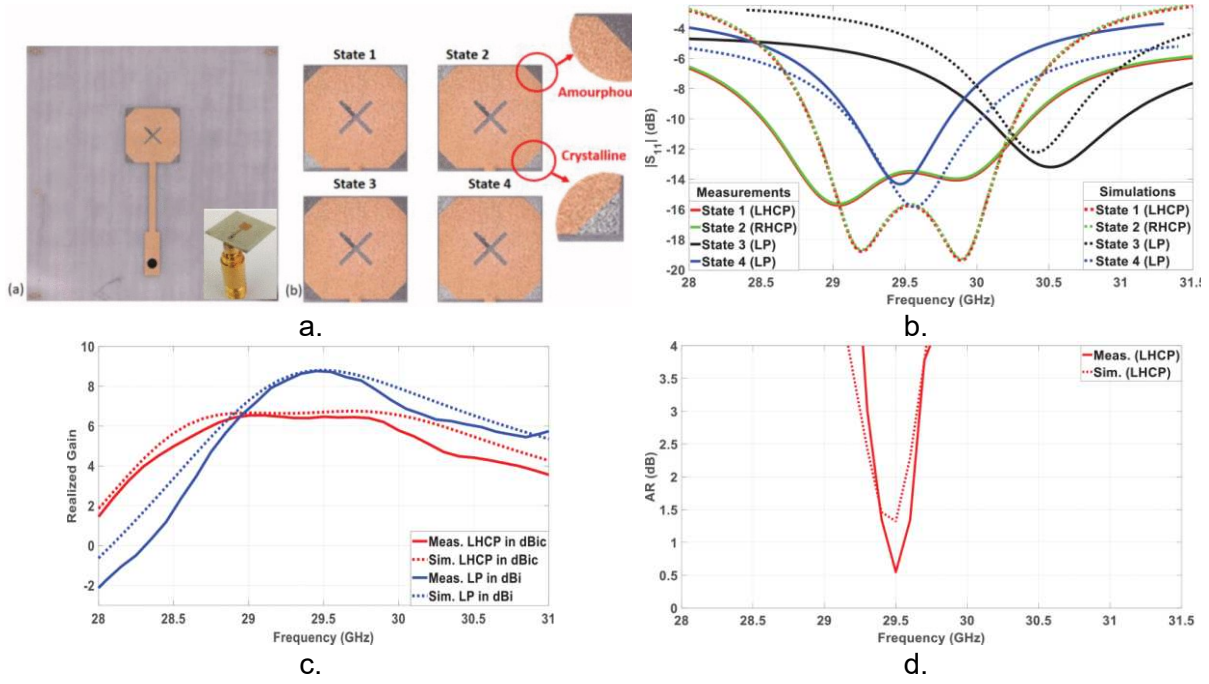 State 1
State 2
Amourphou
Crystalline
State 3
State 4
(a)
(b)
a.
-4
-6
-8
-10
-12
-14
-16
-18
-20
|S11| (dB)
Measurements
State 1 (LHCP)
State 2 (RHCP)
State 3 (LP)
State 4 (LP)
Simulations
State 1 (LHCP)
State 2 (RHCP)
State 3 (LP)
State 4 (LP)
28 28.5 29 29.5 30 30.5 31 31.5
Frequency (GHz)
b.
10
8
6
4
2
0
-2
Realized Gain
Meas. LHCP in dBic
Sim. LHCP in dBic
Meas. LP in dBi
Sim. LP in dBi
28 28.5 29 29.5 30 30.5 31
Frequency (GHz)
c.
4
3.5
3
2.5
2
1.5
1
0.5
0
AR (dB)
Meas. (LHCP)
Sim. (LHCP)
28 28.5 29 29.5 30 30.5 31 31.5
Frequency (GHz)
d.